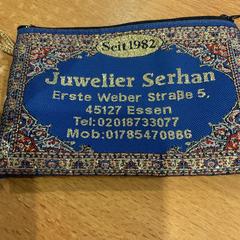 Seit 1982
Juwelier Serhan
Erste Weber Straße 5,
45127 Essen
Tel:02018733077
Mob:01785470886